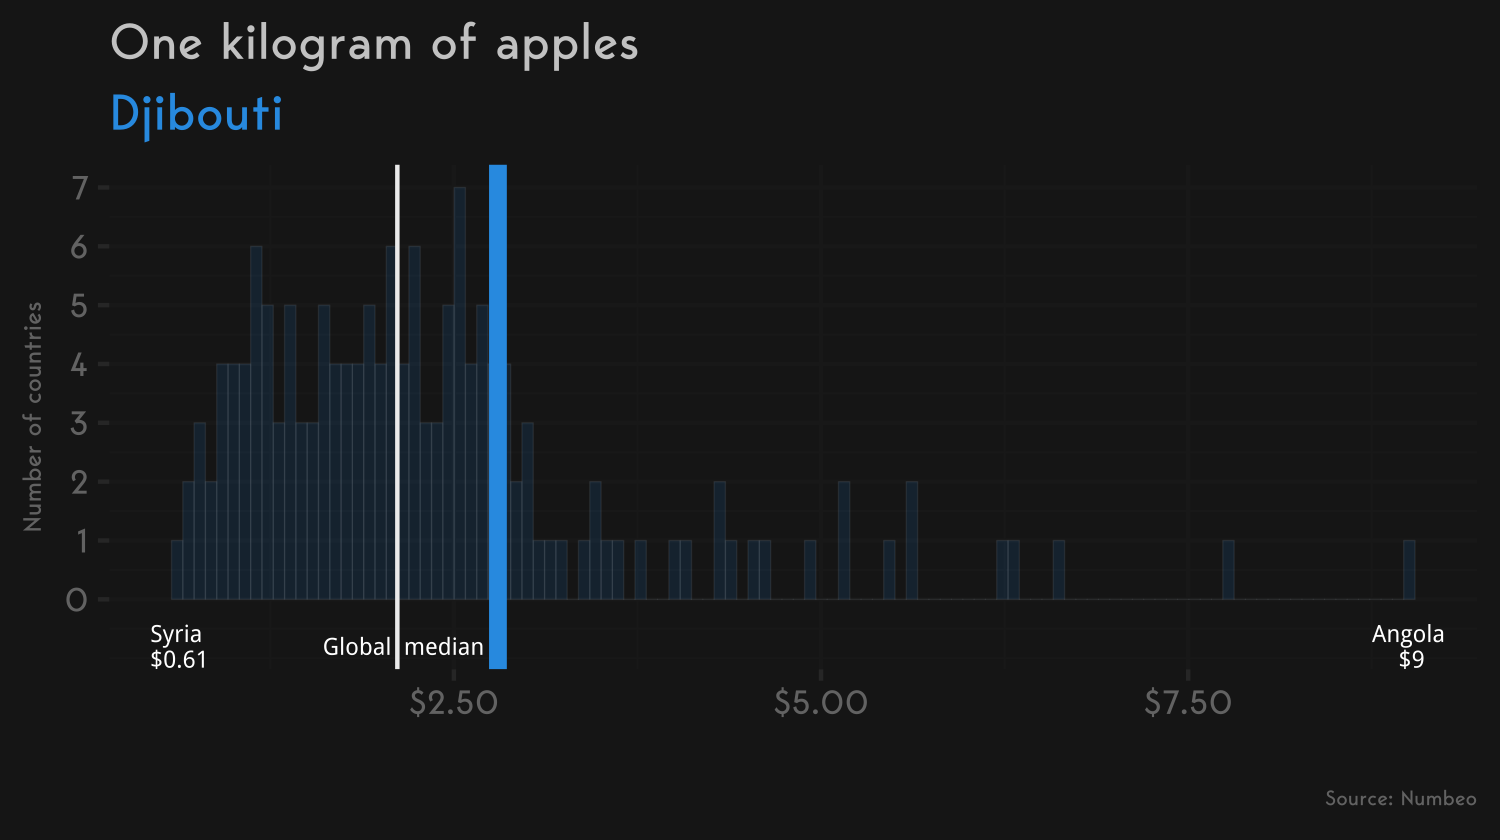 One kilogram of apples
Djibouti
Number of countries
7
6
5
4
3
2
1
0
Syria
$0.61
Global median
Angola
$9
$2.50
$5.00
$7.50
Source: Numbeo